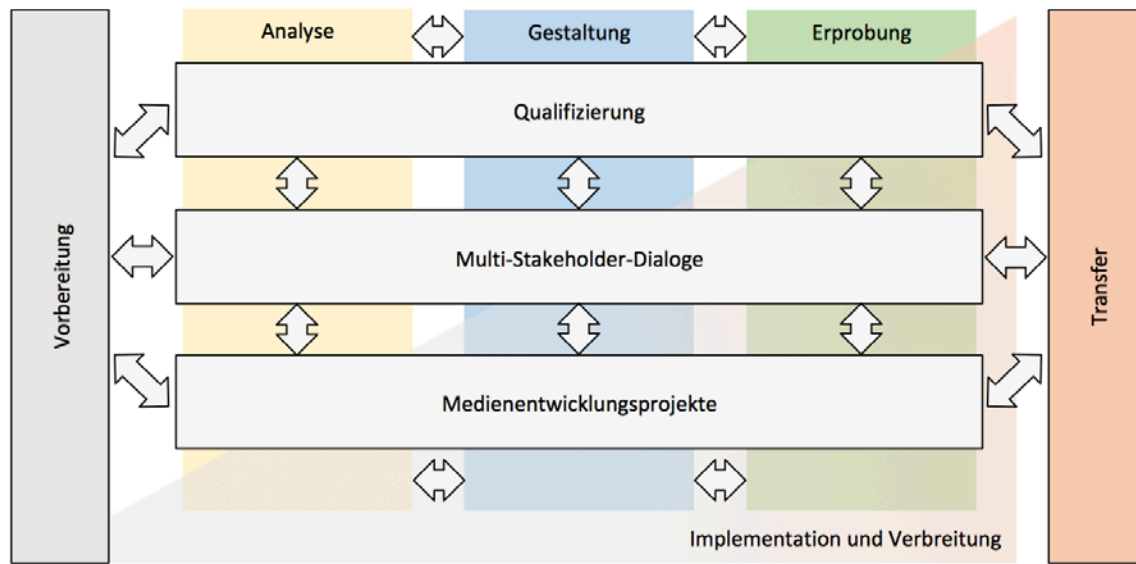 Analyse
Gestaltung
Erprobung
Qualifizierung
Vorbereitung
Multi-Stakeholder-Dialoge
Transfer
Medienentwicklungsprojekte
Implementation und Verbreitung